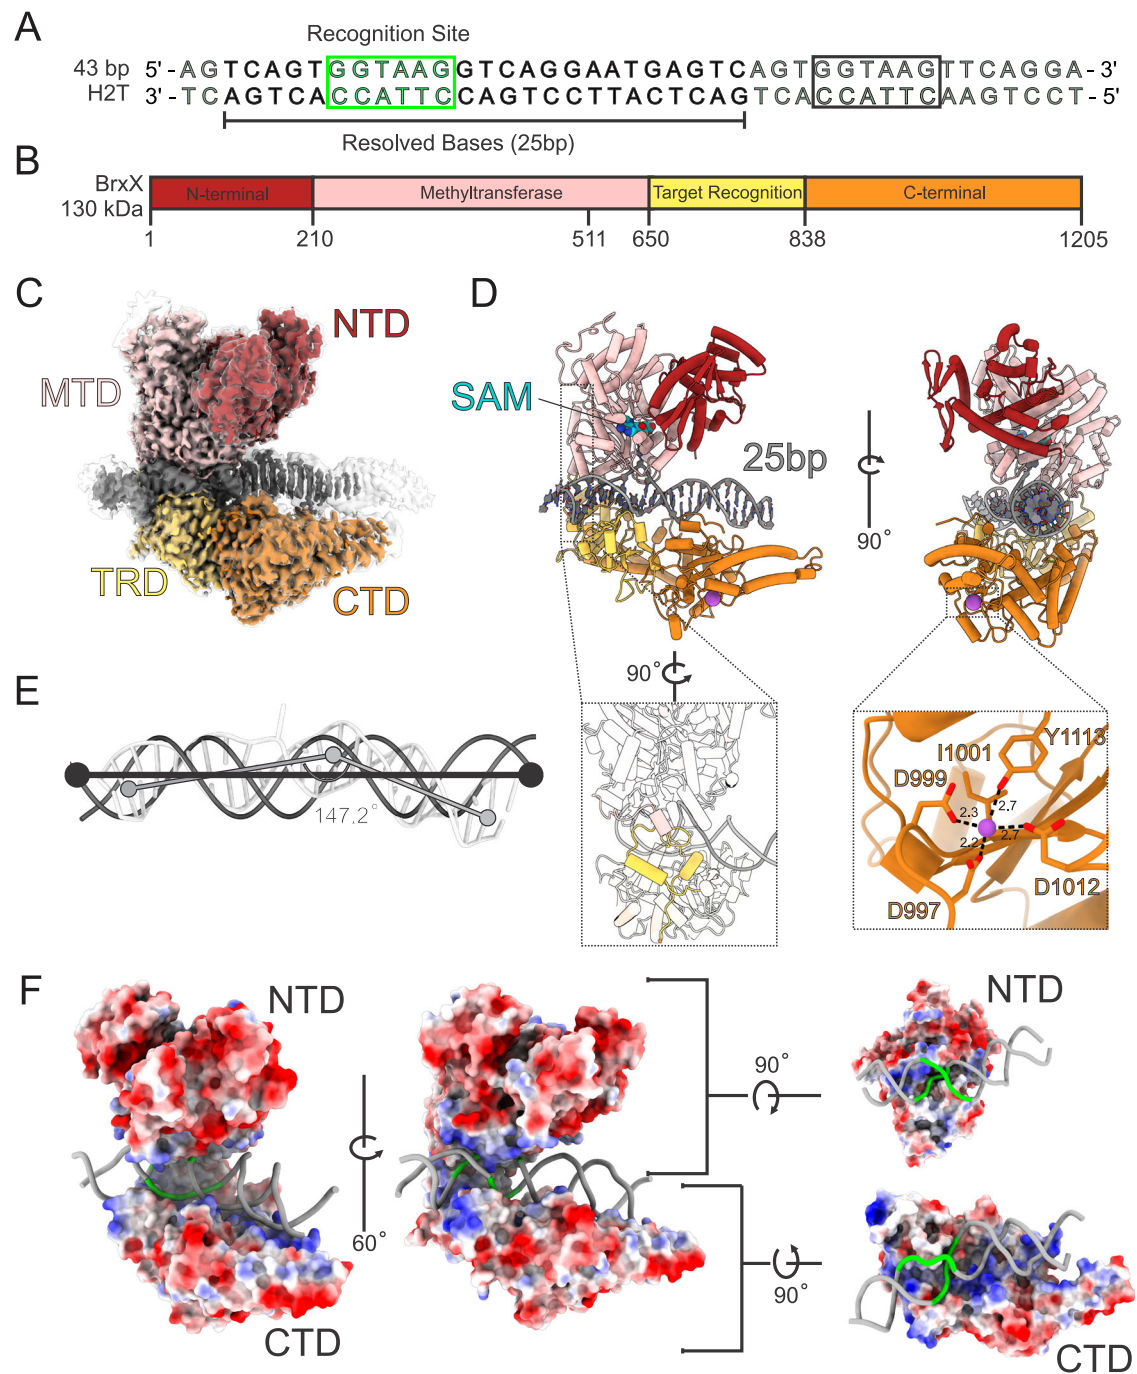 A
Recognition Site
43 bp 5' - AGTCAGTGGTAAGGTCAGGAATGAGTCAGTGGTAAGTTCAGGA - 3'
H2T 3' - TCAGTCACCATTCCAGTCCTTACTCAGTCACCATTCAAGTCCT - 5'
Resolved Bases (25bp)
B
BrxX
130 kDa
N-terminal Methyltransferase Target Recognition C-terminal
1 210 511 650 838 1205
C
NTD
MTD
TRD
CTD
D
SAM
25bp
90°
90°
I1001
Y1113
D999
2.3
2.7
2.2
2.7
D997
D1012
E
147.2°
F
NTD
60°
CTD
90°
90°
NTD
CTD